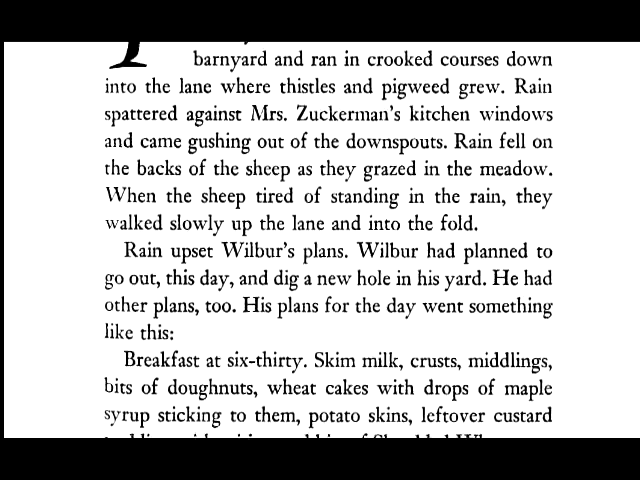 barnyard and ran in crooked courses down
into the lane where thistles and pigweed grew. Rain
spattered against Mrs. Zuckerman's kitchen windows
and came gushing out of the downspouts. Rain fell on
the backs of the sheep as they grazed in the meadow.
When the sheep tired of standing in the rain, they
walked slowly up the lane and into the fold.
Rain upset Wilbur's plans. Wilbur had planned to
go out, this day, and dig a new hole in his yard. He had
other plans, too. His plans for the day went something
like this:
Breakfast at six-thirty. Skim milk, crusts, middlings,
bits of doughnuts, wheat cakes with drops of maple
syrup sticking to them, potato skins, leftover custard